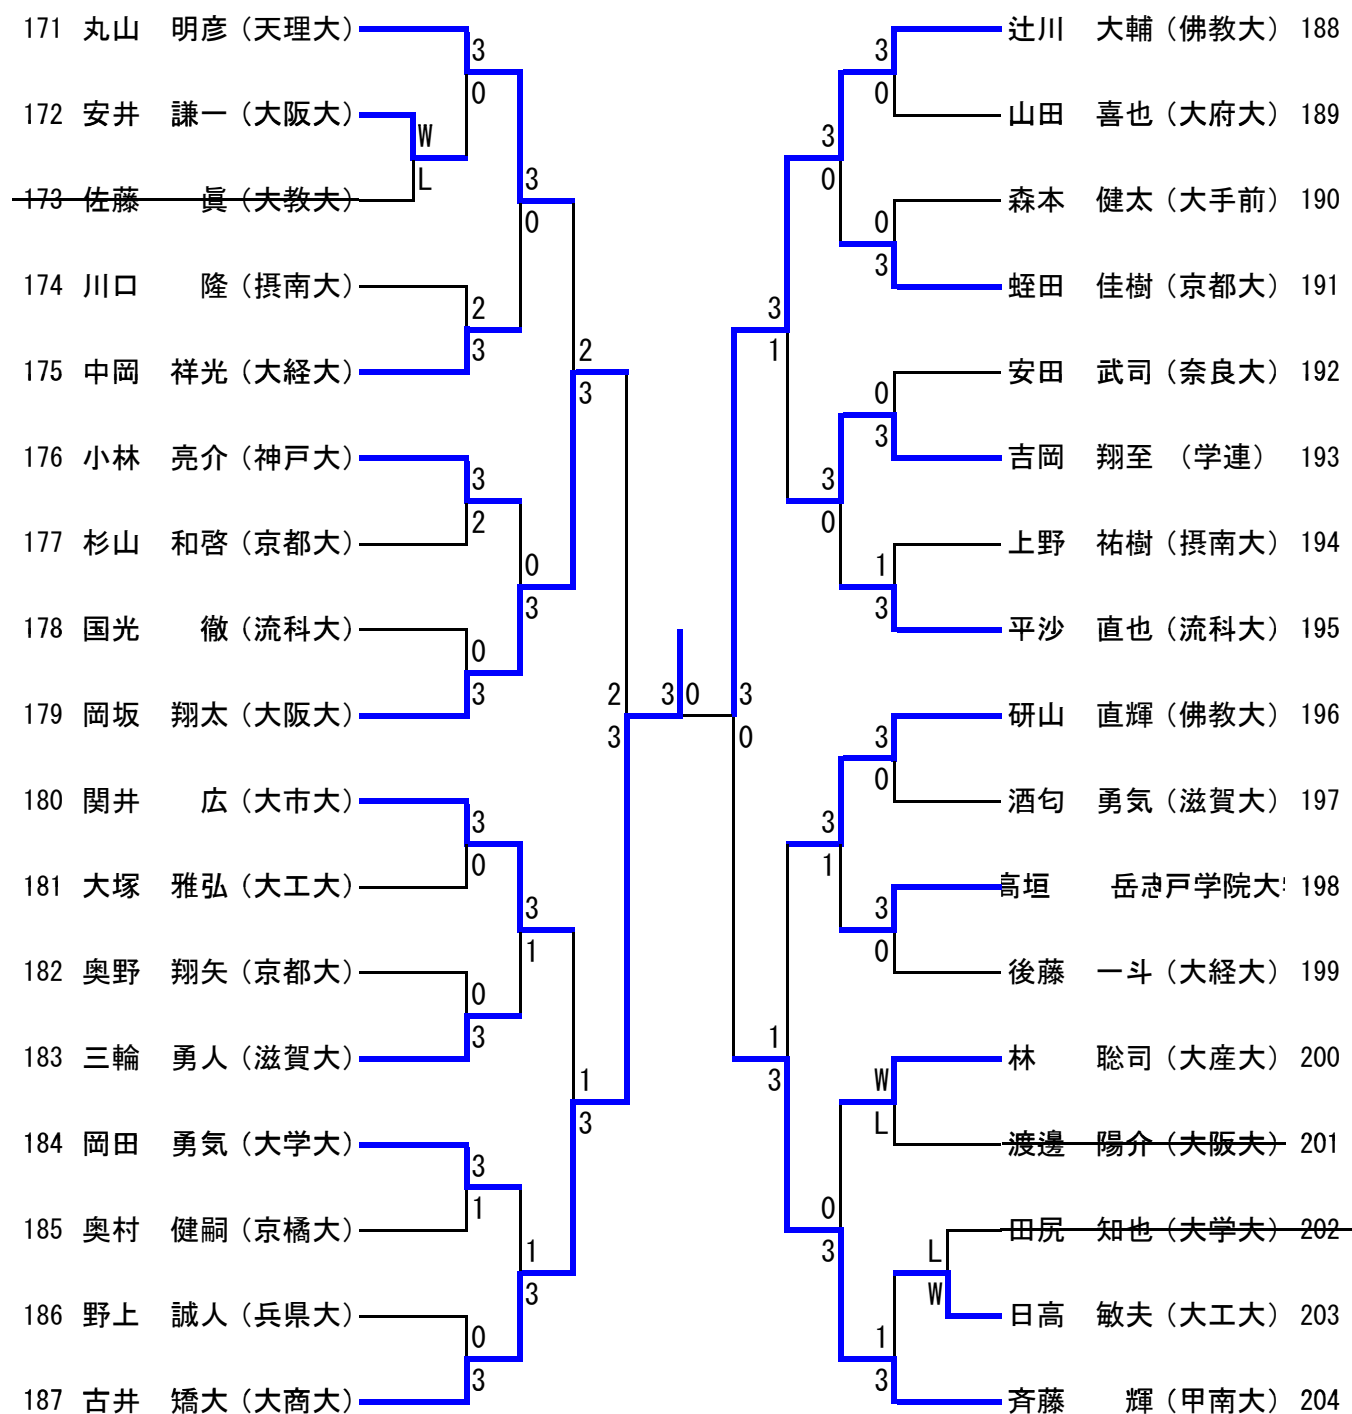 171 丸山 明彦（天理大）
172 安井 謙一（大阪大）
173 佐藤 眞（大教大）
174 川口 隆（摂南大）
175 中岡 祥光（大経大）
176 小林 亮介（神戸大）
177 杉山 和啓（京都大）
178 国光 徹（流科大）
179 岡坂 翔太（大阪大）
180 関井 広（大市大）
181 大塚 雅弘（大工大）
182 奥野 翔矢（京都大）
183 三輪 勇人（滋賀大）
184 岡田 勇気（大学大）
185 奥村 健嗣（京橘大）
186 野上 誠人（兵県大）
187 古井 矯大（大商大）
3
0
W
L
2
3
3
2
0
3
3
0
0
3
3
1
0
3
3
0
0
3
3
1
1
3
2
3
1
3
2
3
3 0
3
0
3
1
1
3
3
0
3
0
3
1
0
3
3
0
0
3
0
3
1
3
3
0
3
0
W
L
L
W
1
3
辻川 大輔（佛教大） 188
山田 喜也（大府大） 189
森本 健太（大手前） 190
蛭田 佳樹（京都大） 191
安田 武司（奈良大） 192
吉岡 翔至 （学連） 193
上野 祐樹（摂南大） 194
平沙 直也（流科大） 195
研山 直輝（佛教大） 196
酒匂 勇気（滋賀大） 197
高垣 岳 戸学院大 198
後藤 一斗（大経大） 199
林 聡司（大産大） 200
渡邊 陽介（大阪大） 201
田尻 知也（大学大） 202
日高 敏夫（大工大） 203
斉藤 輝（甲南大） 204